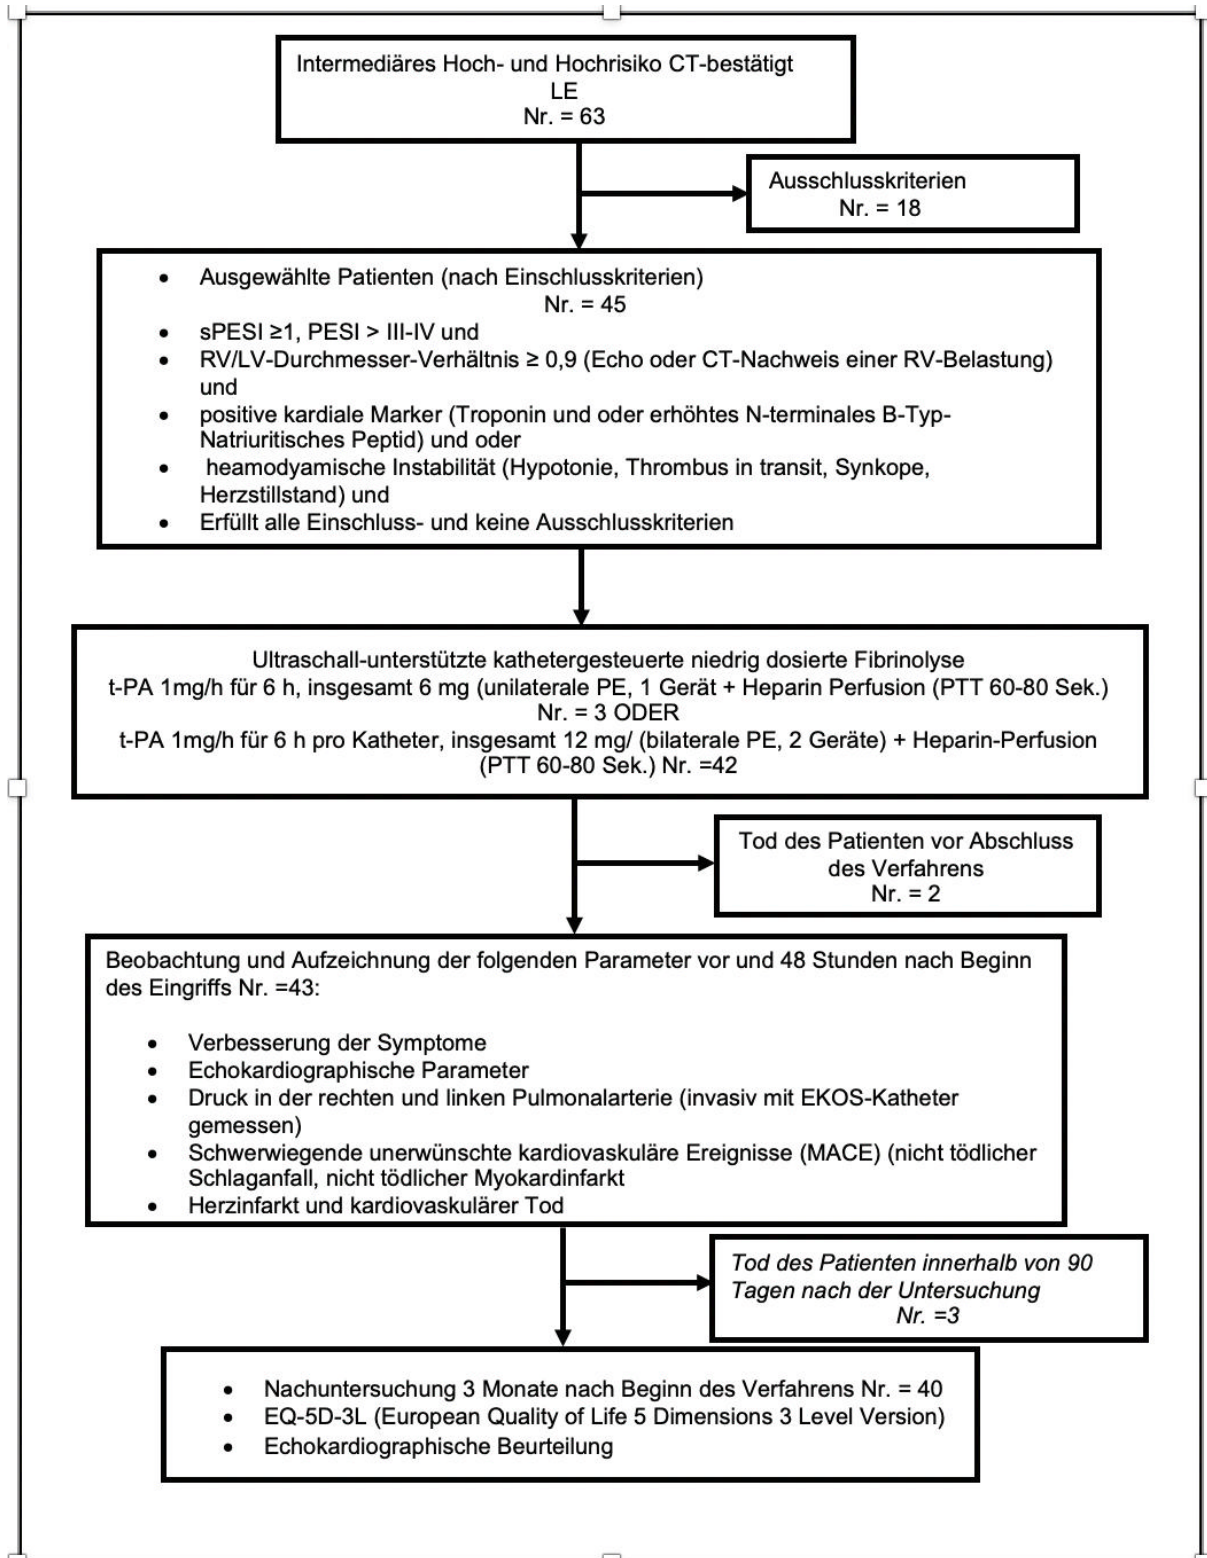 Intermediäres Hoch- und Hochrisiko CT-bestätigt
LE
Nr. = 63
Ausschlusskriterien
Nr. = 18
• Ausgewählte Patienten (nach Einschlusskriterien)
Nr. = 45
• sPESI ≥1, PESI > III-IV und
• RV/LV-Durchmesser-Verhältnis ≥ 0,9 (Echo oder CT-Nachweis einer RV-Belastung)
und
• positive kardiale Marker (Troponin und oder erhöhtes N-terminales B-Typ-
Natriuritisches Peptid) und oder
• heamodyamische Instabilität (Hypotonie, Thrombus in transit, Synkope,
Herzstillstand) und
• Erfüllt alle Einschluss- und keine Ausschlusskriterien
Ultraschall-unterstützte kathetergesteuerte niedrig dosierte Fibrinolyse
t-PA 1mg/h für 6 h, insgesamt 6 mg (unilaterale PE, 1 Gerät + Heparin Perfusion (PTT 60-80 Sek.)
Nr. = 3 ODER
t-PA 1mg/h für 6 h pro Katheter, insgesamt 12 mg/ (bilaterale PE, 2 Geräte) + Heparin-Perfusion
(PTT 60-80 Sek.) Nr. =42
Tod des Patienten vor Abschluss
des Verfahrens
Nr. = 2
Beobachtung und Aufzeichnung der folgenden Parameter vor und 48 Stunden nach Beginn
des Eingriffs Nr. =43:
• Verbesserung der Symptome
• Echokardiographische Parameter
• Druck in der rechten und linken Pulmonalarterie (invasiv mit EKOS-Katheter
gemessen)
• Schwerwiegende unerwünschte kardiovaskuläre Ereignisse (MACE) (nicht tödlicher
Schlaganfall, nicht tödlicher Myokardinfarkt
• Herzinfarkt und kardiovaskulärer Tod
Tod des Patienten innerhalb von 90
Tagen nach der Untersuchung
Nr. =3
• Nachuntersuchung 3 Monate nach Beginn des Verfahrens Nr. = 40
• EQ-5D-3L (European Quality of Life 5 Dimensions 3 Level Version)
• Echokardiographische Beurteilung